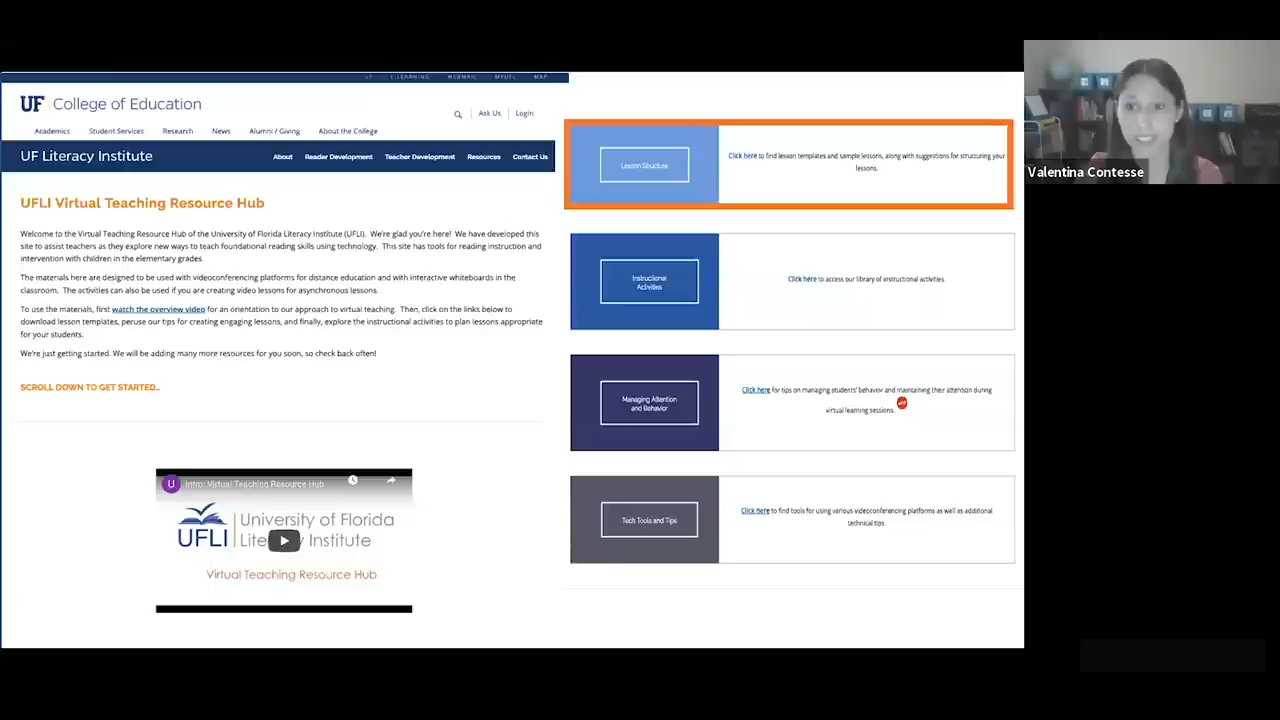 UF E-LEARNING WEBMAIL MYUFL MAP
UF College of Education
Ask Us Login
Academics Student Services Research News Alumni / Giving About the College
UF Literacy Institute
About Reader Development Teacher Development Resources Contact Us
UFLI Virtual Teaching Resource Hub
Welcome to the Virtual Teaching Resource Hub of the University of Florida Literacy Institute (UFLI). We're glad you're here! We have developed this
site to assist teachers as they explore new ways to teach foundational reading skills using technology. This site has tools for reading instruction and
intervention with children in the elementary grades.
The materials here are designed to be used with videoconferencing platforms for distance education and with interactive whiteboards in the
classroom. The activities can also be used if you are creating video lessons for asynchronous lessons.
To use the materials, first watch the overview video for an orientation to our approach to virtual teaching. Then, click on the links below to
download lesson templates, peruse our tips for creating engaging lessons, and finally, explore the instructional activities to plan lessons appropriate
for your students.
We're just getting started. We will be adding many more resources for you soon, so check back often!
SCROLL DOWN TO GET STARTED...
U Intro: Virtual Teaching Resource Hub
UFLI University of Florida
Literacy Institute
Virtual Teaching Resource Hub
Lesson Structure
Click here to find lesson templates and sample lessons, along with suggestions for structuring your
lessons.
Instructional
Activities
Click here to access our library of instructional activities.
Managing Attention
and Behavior
Click here for tips on managing students' behavior and maintaining their attention during
virtual learning sessions.
Tech Tools and Tips
Click here to find tools for using various videoconferencing platforms as well as additional
technical tips.
Valentina Contesse